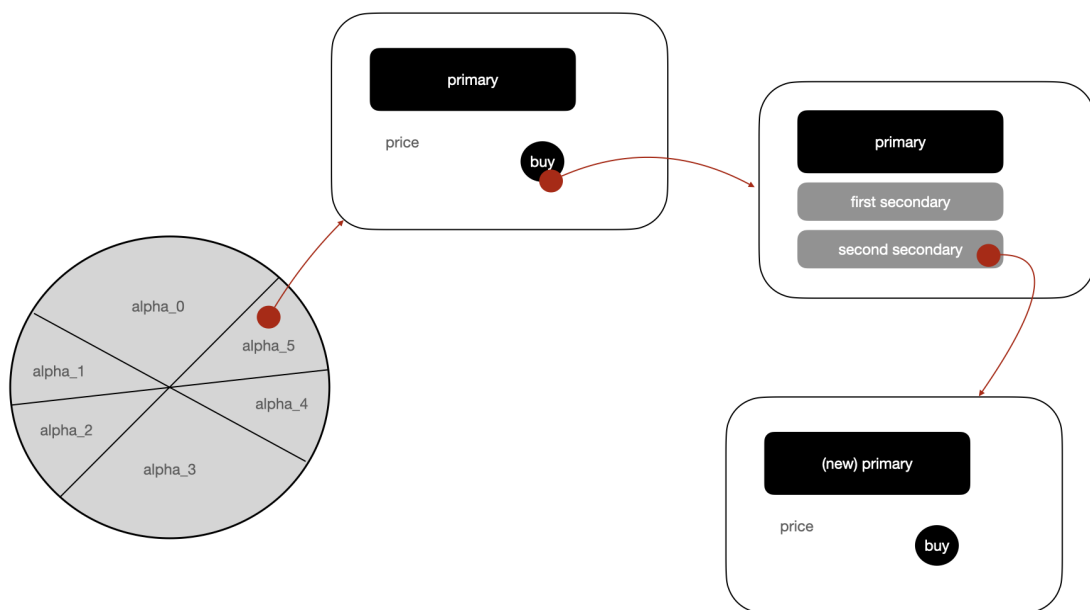 primary
price
buy
primary
first secondary
second secondary
alpha_0
alpha_5
alpha_1
alpha_4
alpha_2
alpha_3
(new) primary
price
buy